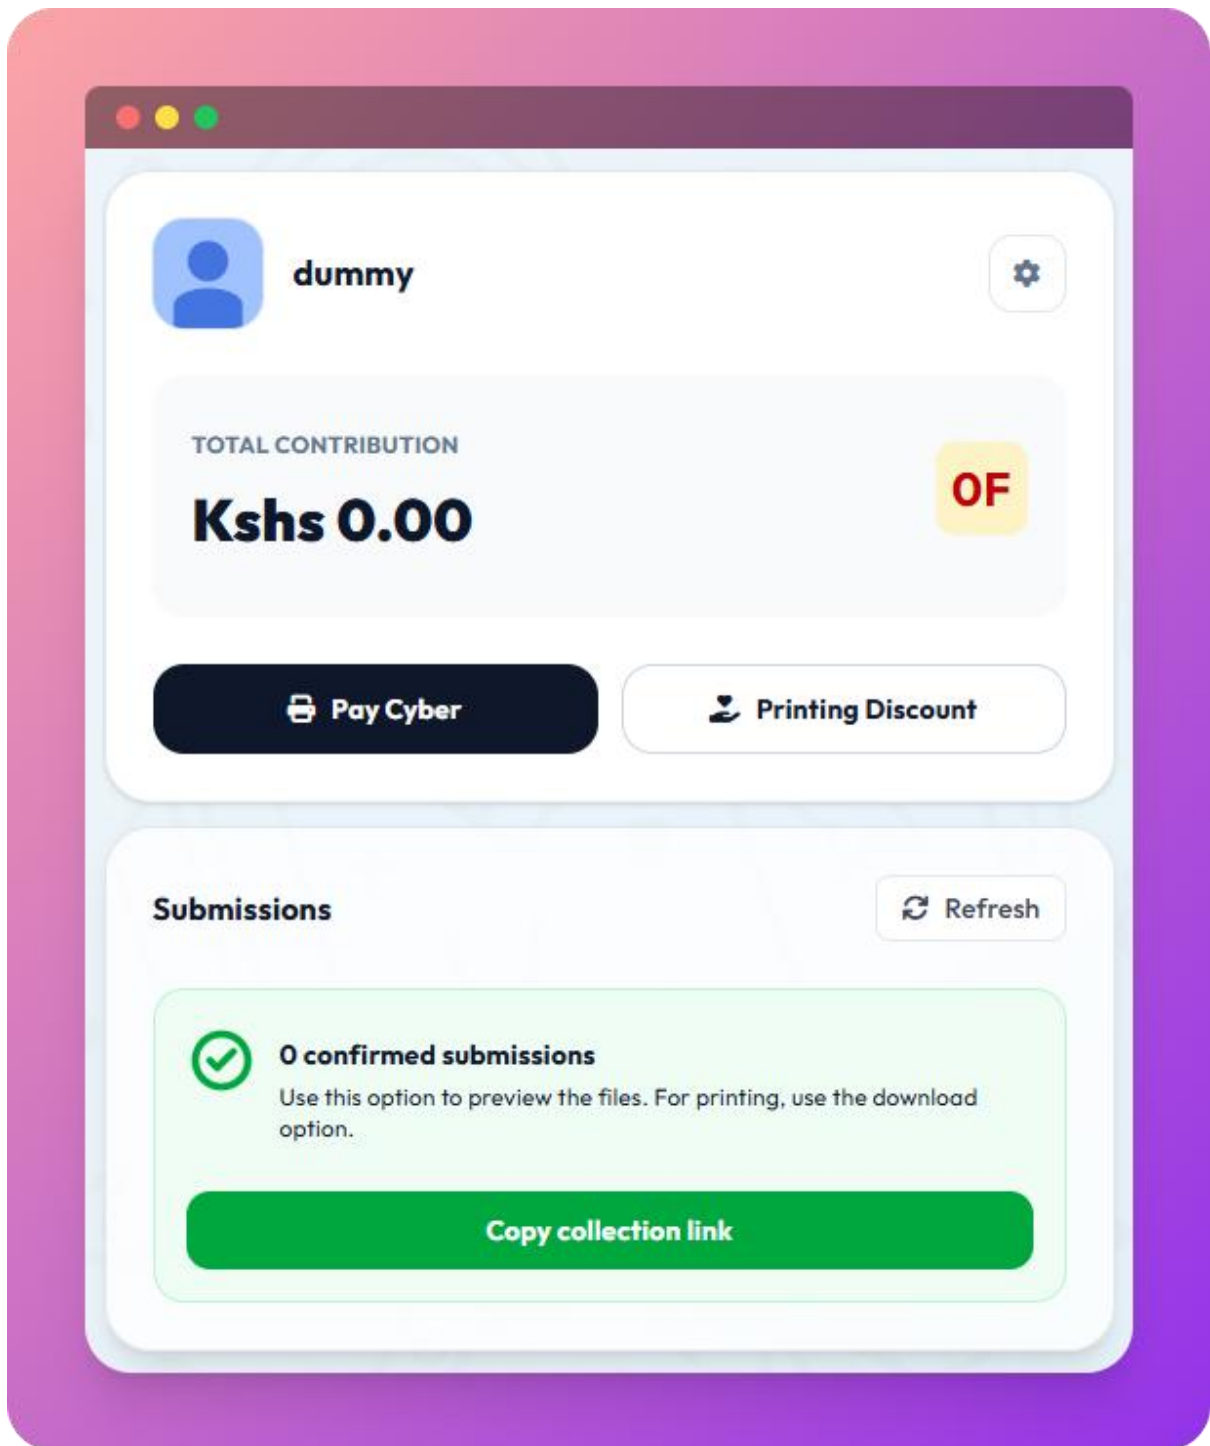 dummy
TOTAL CONTRIBUTION
Kshs 0.00
OF
Pay Cyber
Printing Discount
Submissions
Refresh
0 confirmed submissions
Use this option to preview the files. For printing, use the download
option.
Copy collection link